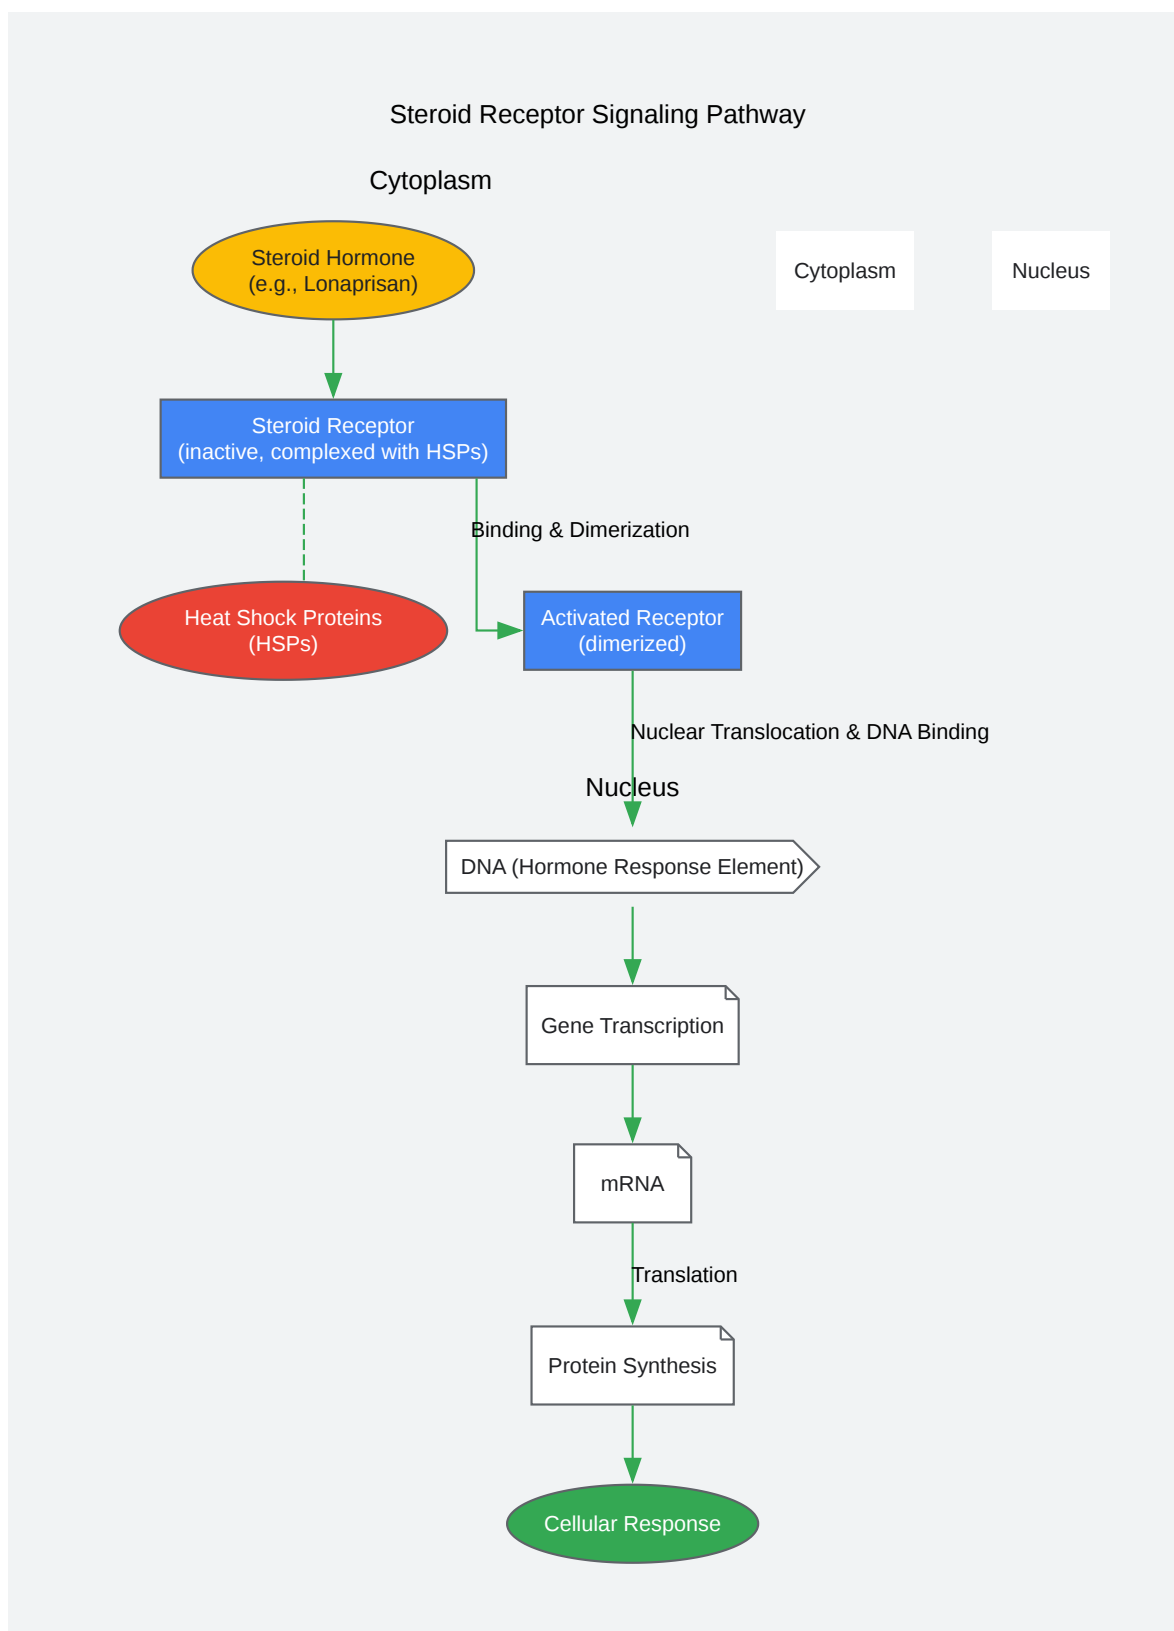 Steroid Receptor Signaling Pathway
Cytoplasm
Steroid Hormone
(e.g., Lonaprisan)
Cytoplasm
Nucleus
Steroid Receptor
(inactive, complexed with HSPs)
Binding & Dimerization
Heat Shock Proteins
(HSPs)
Activated Receptor
(dimerized)
Nuclear Translocation & DNA Binding
Nucleus
DNA (Hormone Response Element)
Gene Transcription
mRNA
Translation
Protein Synthesis
Cellular Response